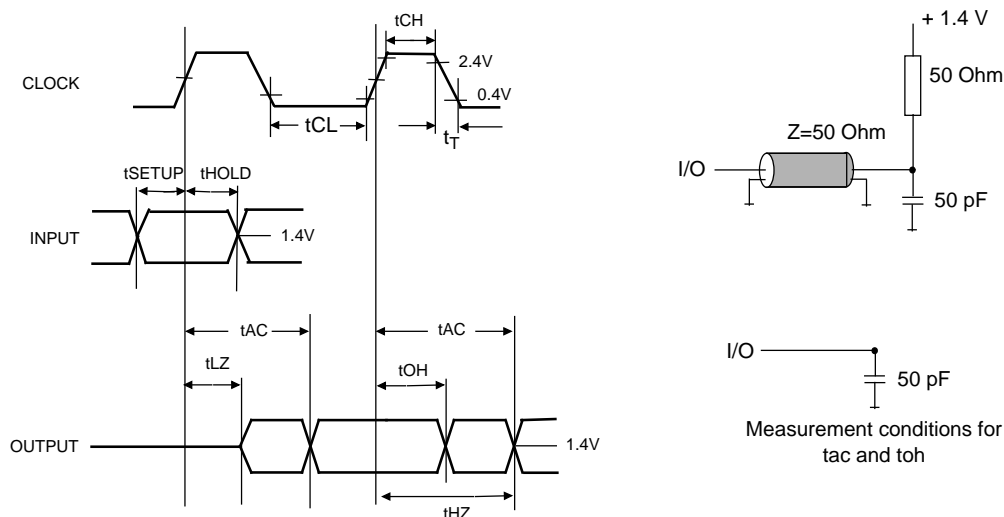 tCH
2.4V
CLOCK
0.4V
tCL
tT
tSETUP
tHOLD
INPUT
1.4V
tAC
tAC
tLZ
tOH
OUTPUT
1.4V
tHZ
+ 1.4 V
50 Ohm
Z=50 Ohm
I/O
50 pF
I/O
50 pF
Measurement conditions for
tac and toh